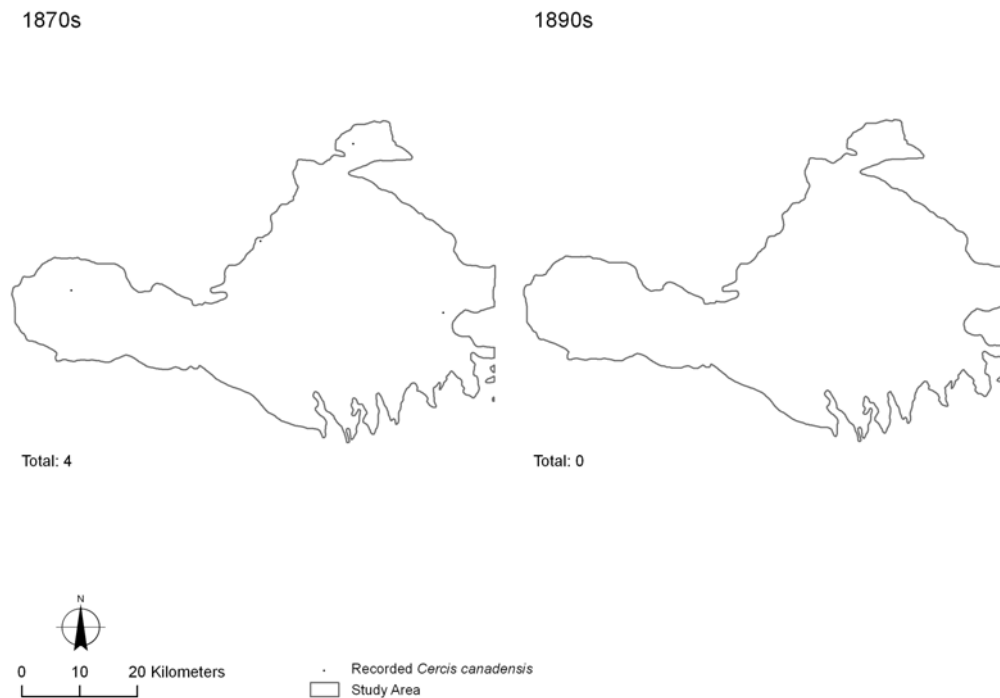 1870s
1890s
Total: 4
Total: 0
N
0 10 20 Kilometers
Recorded Cercis canadensis
Study Area